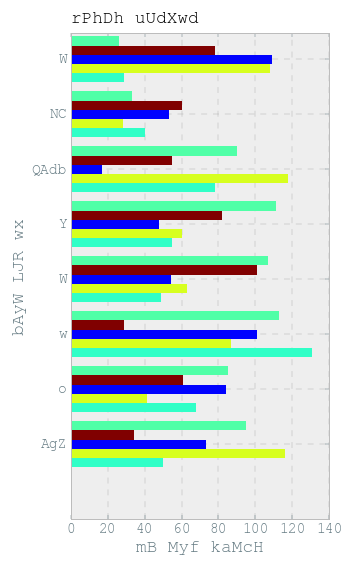 rPhDh uUdXwd
W
NC
QAdb
Y
W
w
o
AgZ
bAyW LJR wx
0 20 40 60 80 100 120 140
mB Myf kaMcH